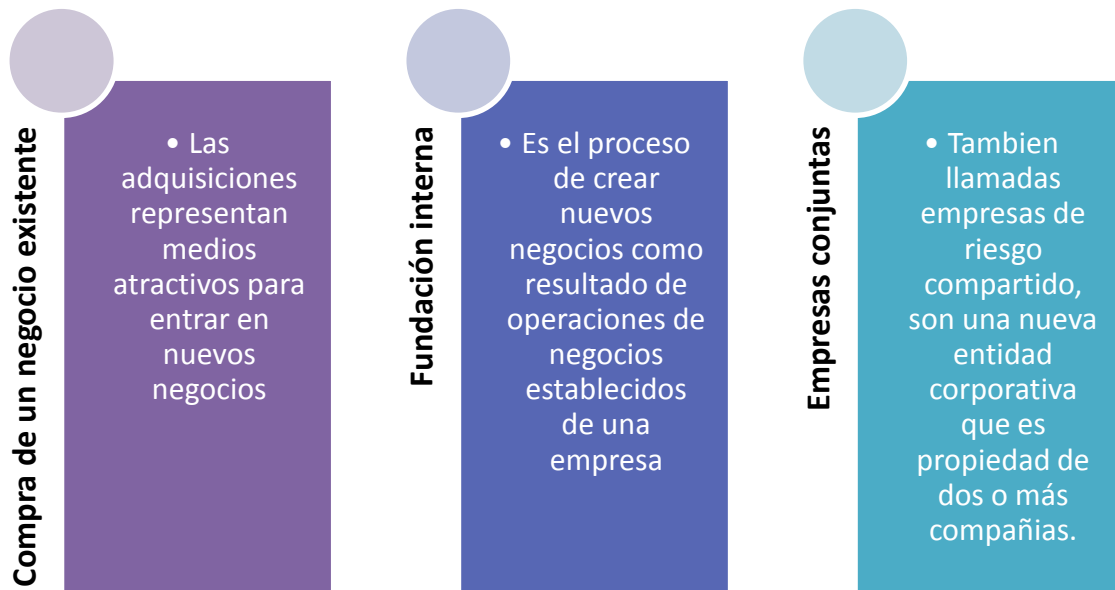 Compra de un negocio existente
• Las
adquisiciones
representan
medios
atractivos para
entrar en
nuevos
negocios
Fundación interna
• Es el proceso
de crear
nuevos
negocios como
resultado de
operaciones de
negocios
establecidos
de una
empresa
Empresas conjuntas
• Tambien
llamadas
empresas de
riesgo
compartido,
son una nueva
entidad
corporativa
que es
propiedad de
dos o más
compañias.